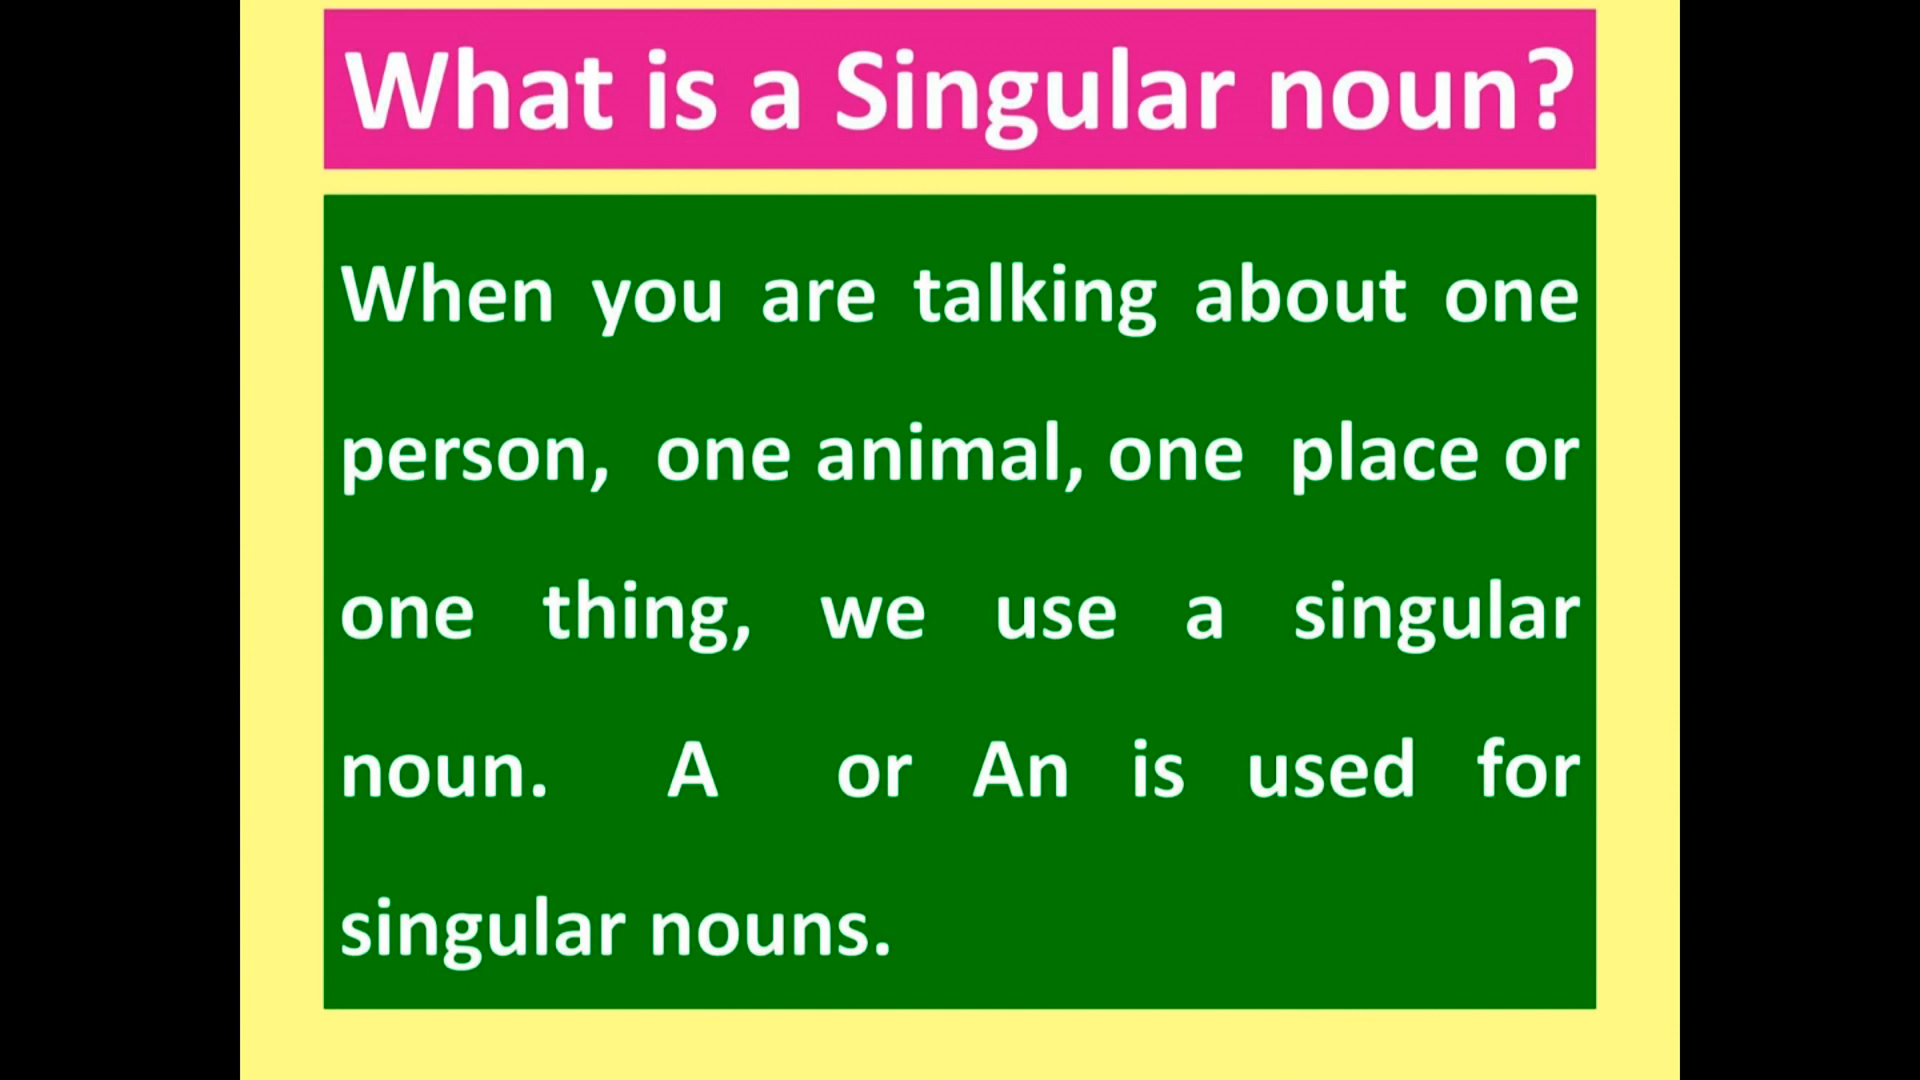 What is a Singular noun?
When you are talking about one
person, one animal, one place or
one thing, we use a singular
noun. A or An is used for
singular nouns.